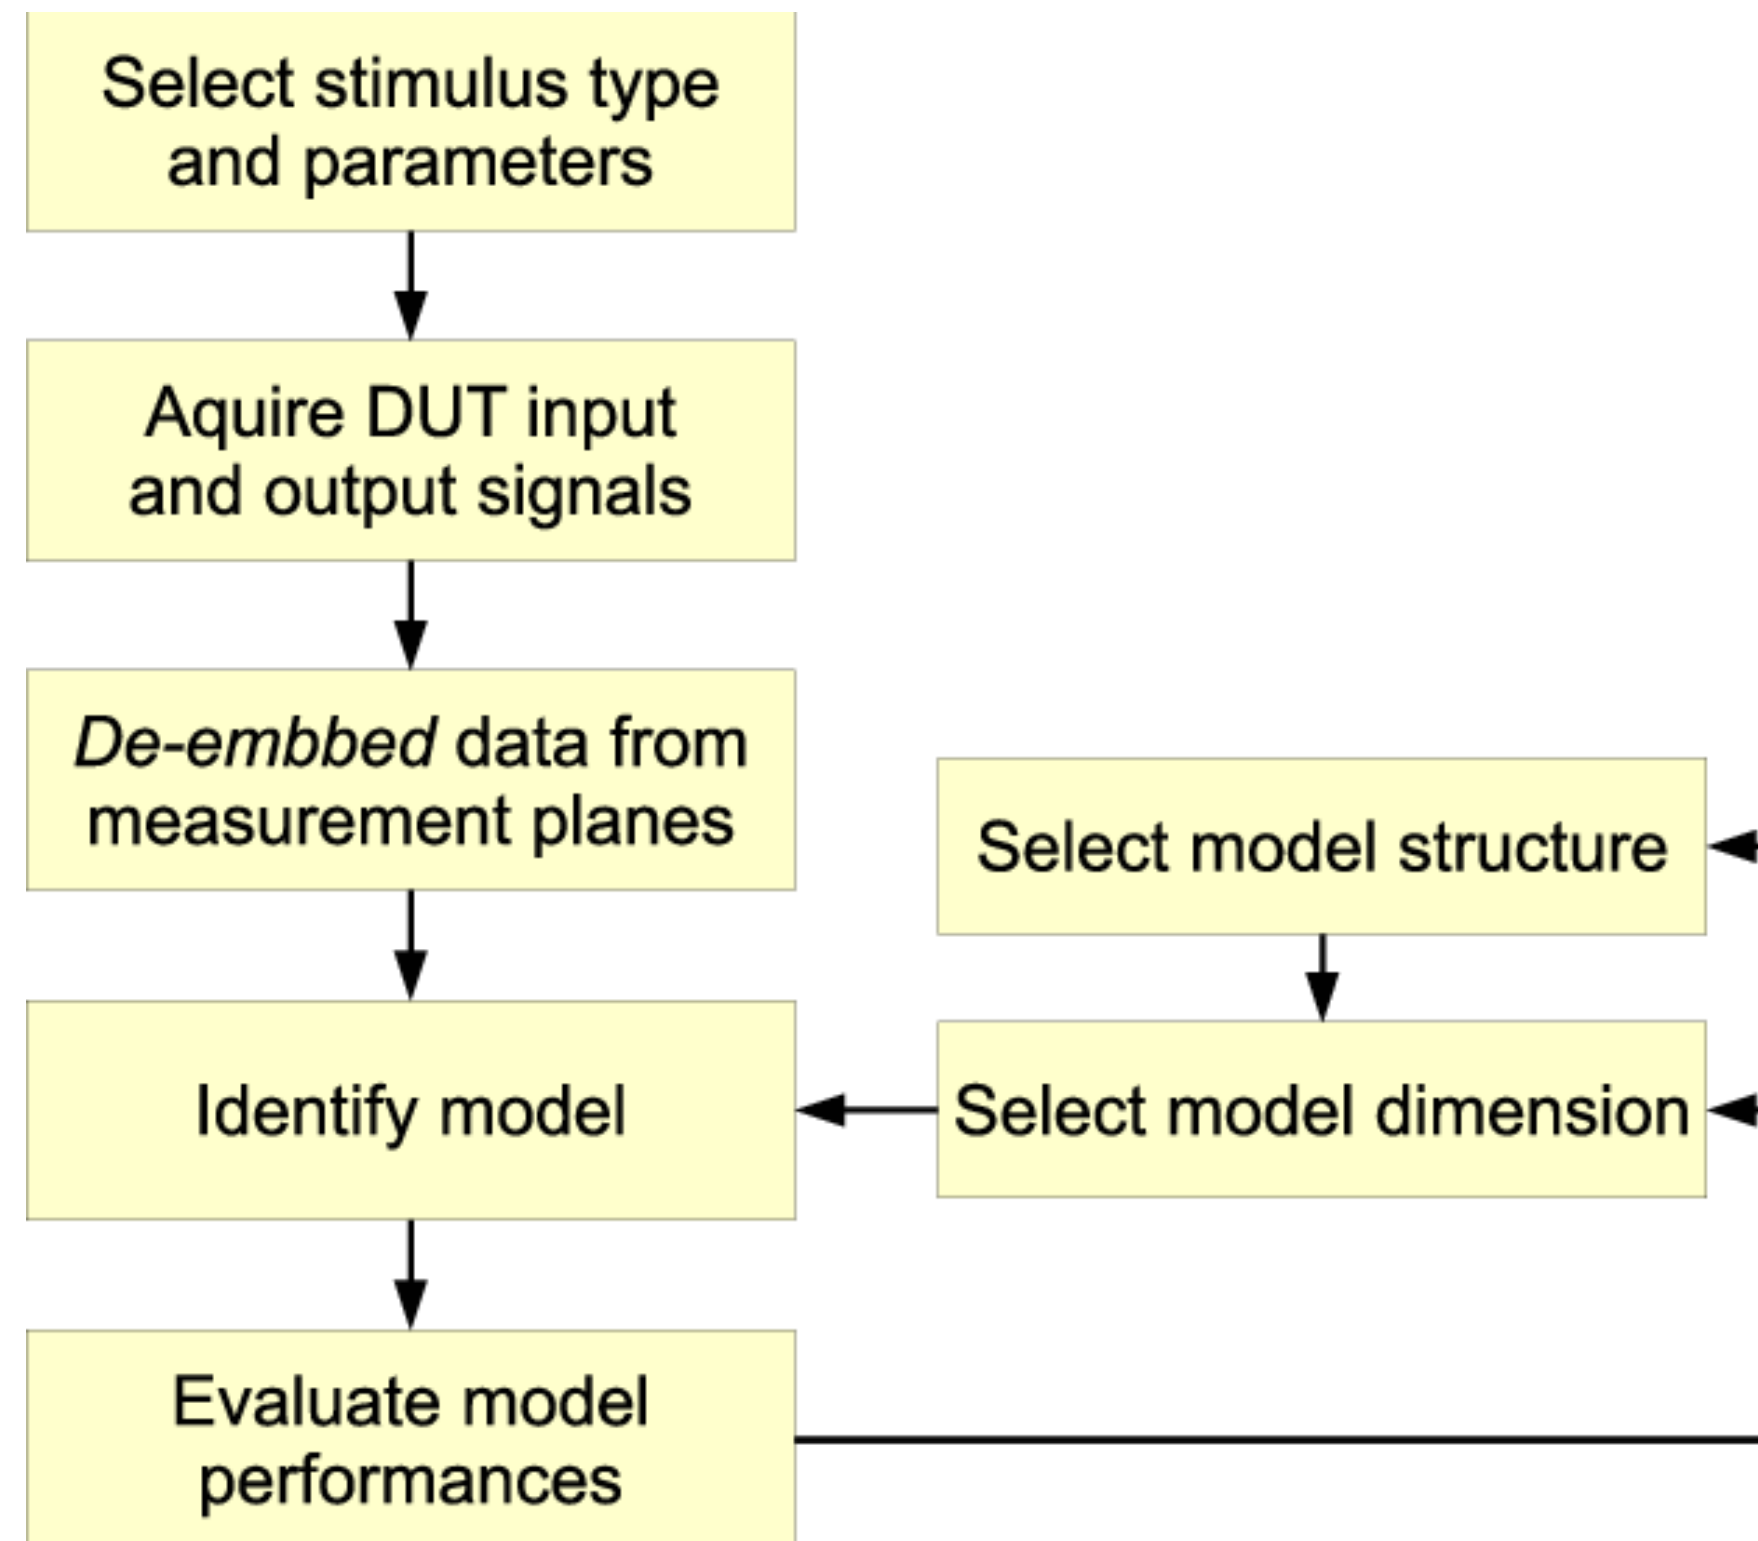 Select stimulus type
and parameters
Aquire DUT input
and output signals
De-embbed data from
measurement planes
Select model structure
Identify model
Select model dimension
Evaluate model
performances